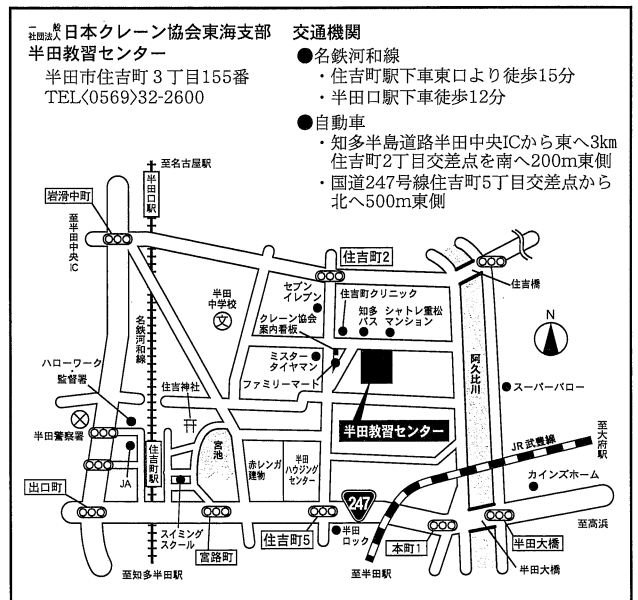 一般社団法人 日本クレーン協会東海支部
半田教習センター
半田市住吉町３丁目155番
TEL〈0569〉32-2600
交通機関
●名鉄河和線
・住吉町駅下車東口より徒歩15分
・半田口駅下車徒歩12分
●自動車
・知多半島道路半田中央ICから東へ3km
住吉町2丁目交差点を南へ200m東側
・国道247号線住吉町5丁目交差点から
北へ500m東側
至名古屋駅
半田口駅
岩滑中町
至半田中央IC
住吉町2
住吉橋
セブン
イレブン
住吉町クリニック
半田
中学校
文
クレーン協会
案内看板
知多
バス
シャトレ重松
マンション
N
名鉄河和線
ミスター
タイヤマン
ファミリーマート
阿久比川
ハローワーク
・
監督署
住吉神社
スーパーバロー
半田教習センター
半田警察署
JA
住吉町駅
宮池
赤レンガ
建物
半田
ハウジング
センター
JR武豊線
至大府駅
カインズホーム
出口町
スイミング
スクール
宮路町
住吉町5
247
半田
ロック
本町1
半田大橋
至高浜
半田大橋
至知多半田駅
至半田駅